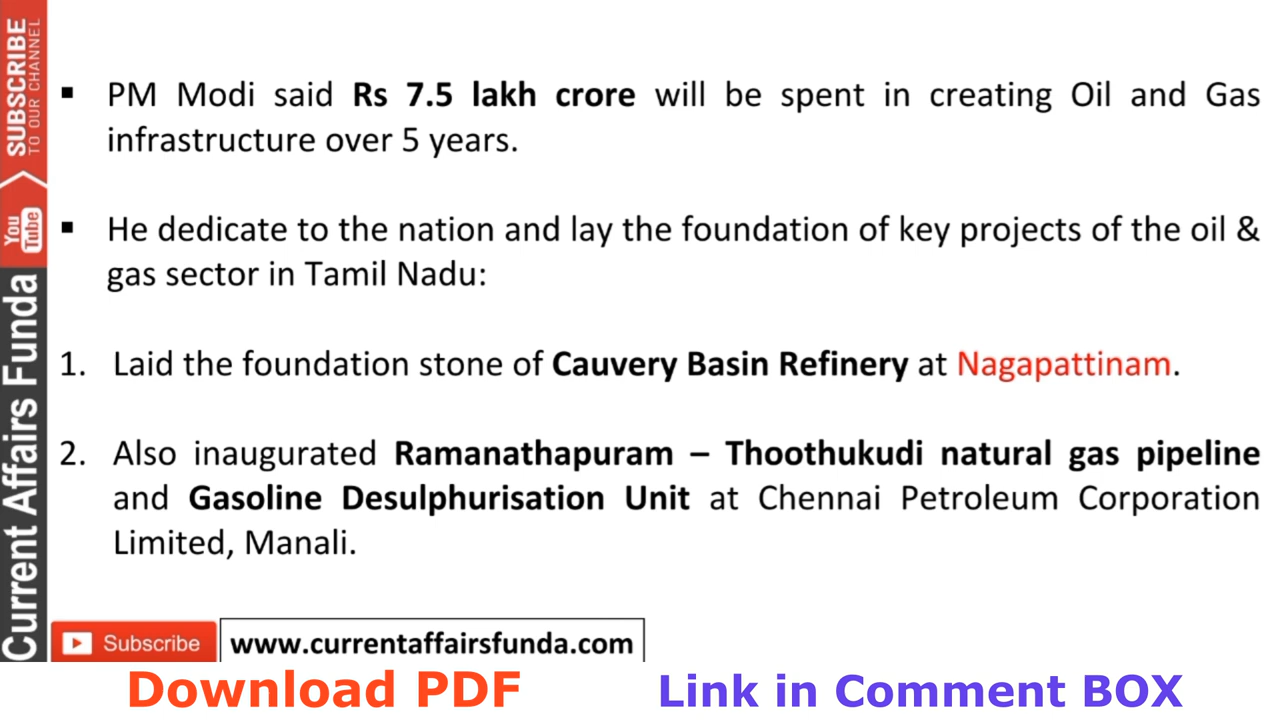 SUBSCRIBE
TO OUR CHANNEL
You
Tube
Current Affairs Funda
▪ PM Modi said Rs 7.5 lakh crore will be spent in creating Oil and Gas
infrastructure over 5 years.
▪ He dedicate to the nation and lay the foundation of key projects of the oil &
gas sector in Tamil Nadu:
1. Laid the foundation stone of Cauvery Basin Refinery at Nagapattinam.
2. Also inaugurated Ramanathapuram – Thoothukudi natural gas pipeline
and Gasoline Desulphurisation Unit at Chennai Petroleum Corporation
Limited, Manali.
Subscribe
www.currentaffairsfunda.com
Download PDF
Link in Comment BOX